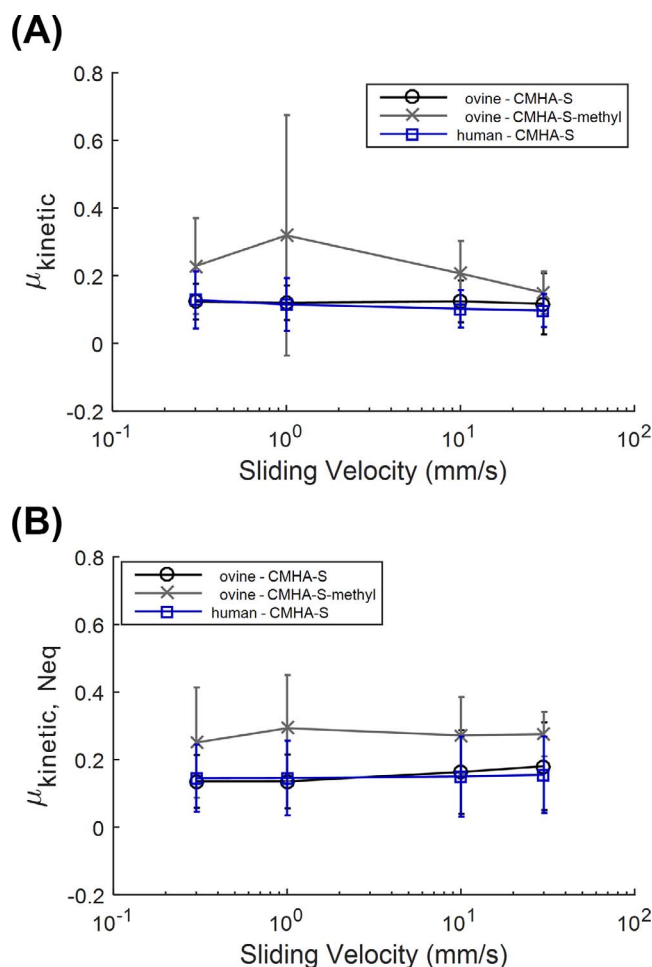 (A)
0.8
0.6
0.4
0.2
0
-0.2
μkinetic
ovine - CMHA-S
ovine - CMHA-S-methyl
human - CMHA-S
10⁻¹ 10⁰ 10¹ 10²
Sliding Velocity (mm/s)
(B)
0.8
0.6
0.4
0.2
0
-0.2
μkinetic, Neq
ovine - CMHA-S
ovine - CMHA-S-methyl
human - CMHA-S
10⁻¹ 10⁰ 10¹ 10²
Sliding Velocity (mm/s)